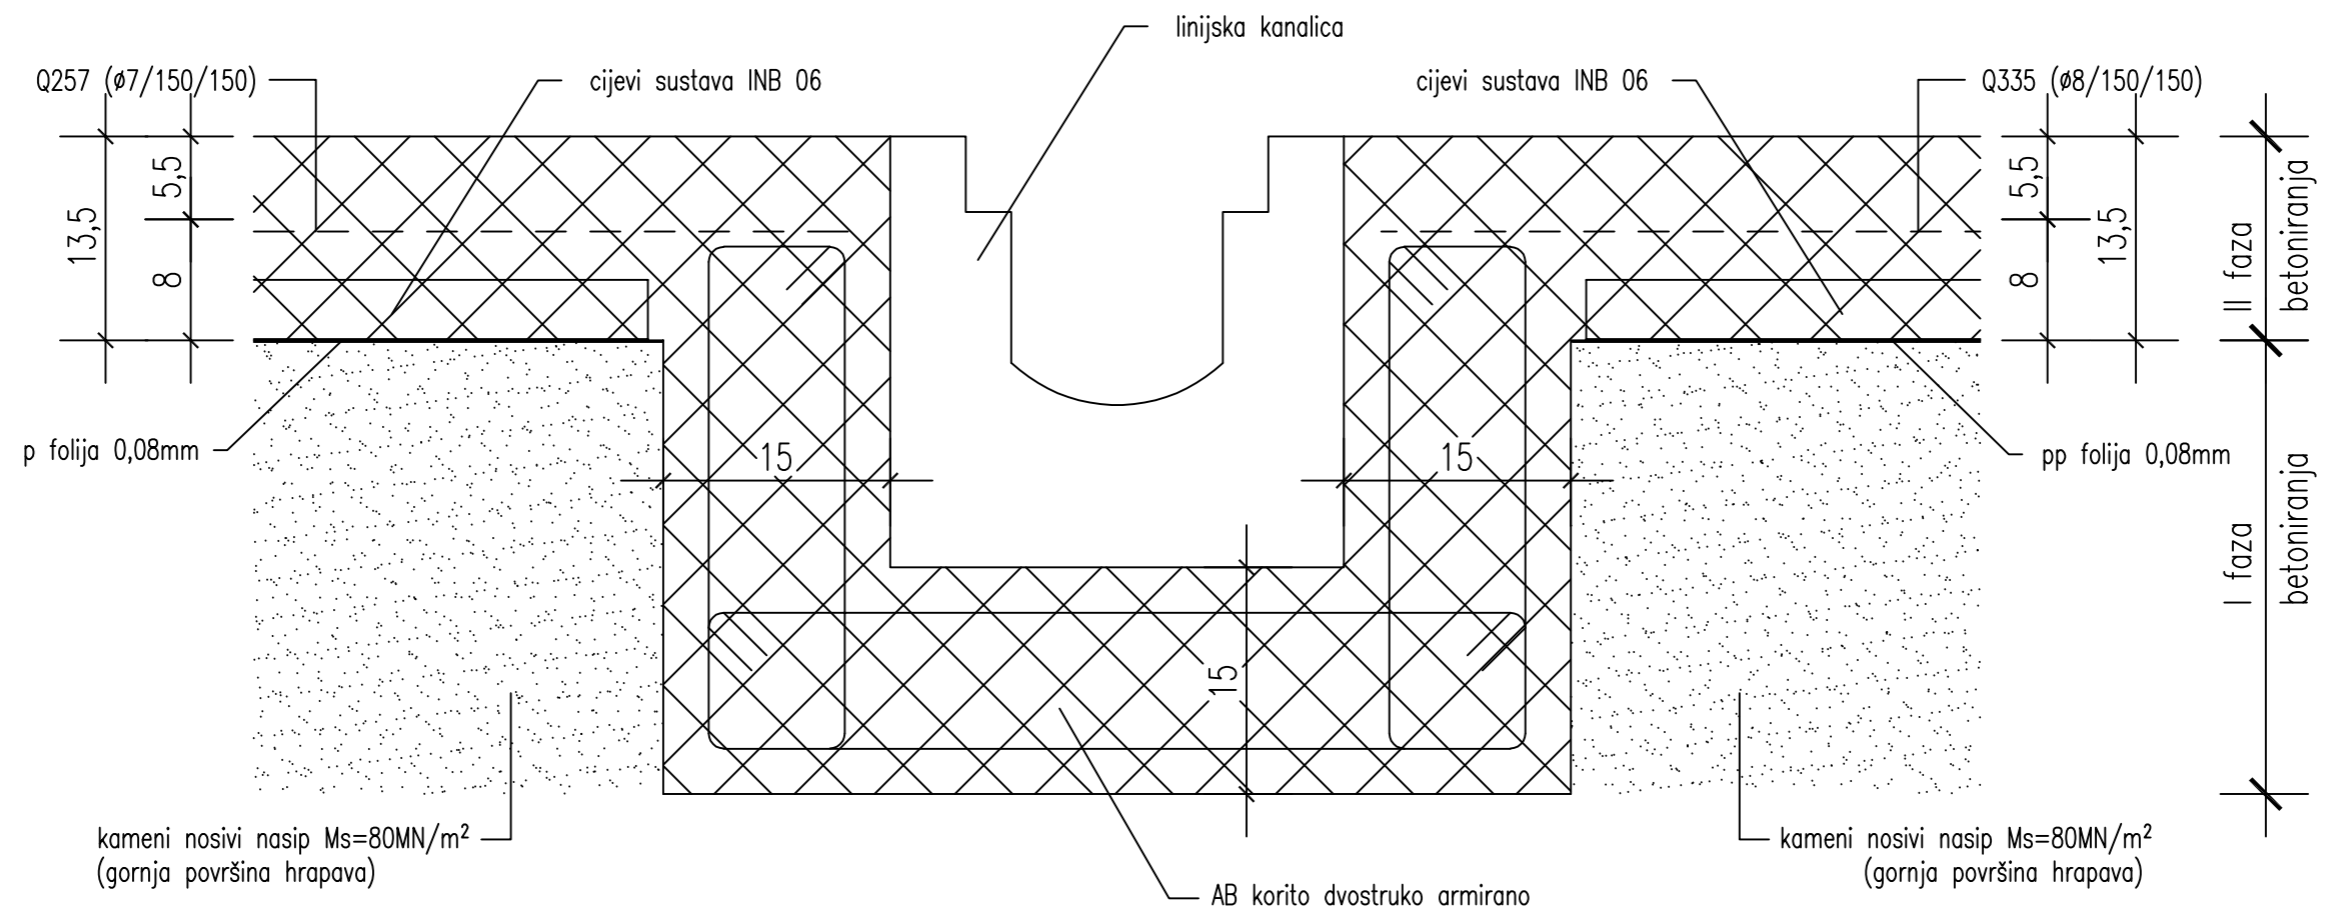 linijska kanalica
Q257 (ø7/150/150)
cijevi sustava INB 06
cijevi sustava INB 06
Q335 (ø8/150/150)
13,5
5,5
8
5,5
8
13,5
II faza
betoniranja
p folija 0,08mm
15
15
pp folija 0,08mm
I faza
betoniranja
15
kameni nosivi nasip Ms=80MN/m²
(gornja površina hrapava)
kameni nosivi nasip Ms=80MN/m²
(gornja površina hrapava)
AB korito dvostruko armirano